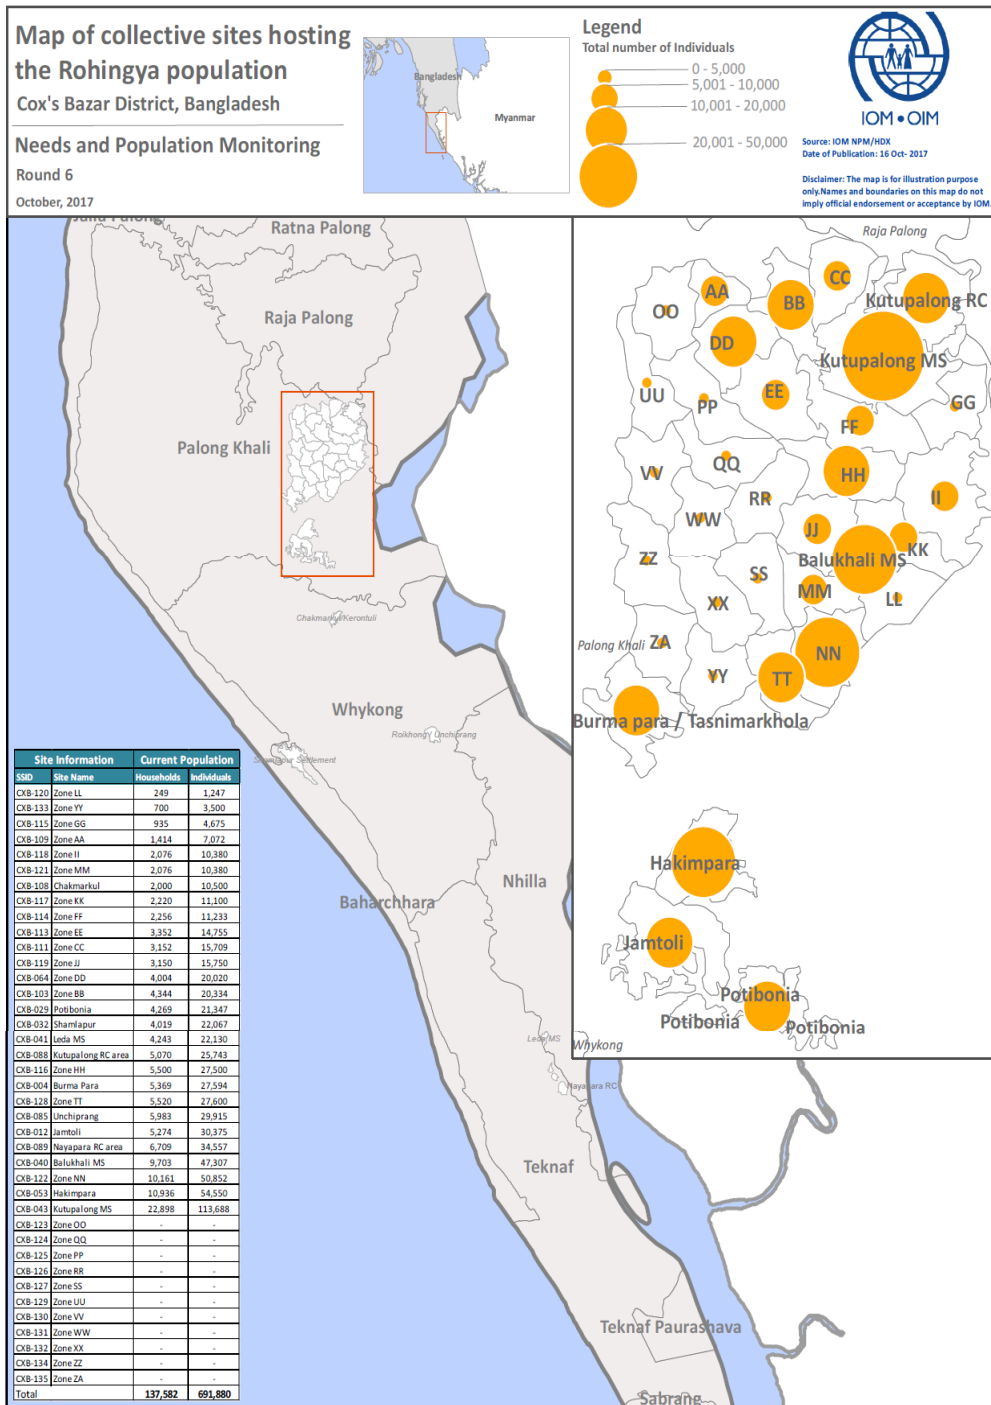 Map of collective sites hosting
the Rohingya population
Cox's Bazar District, Bangladesh
Needs and Population Monitoring
Round 6
October, 2017
Bangladesh
Myanmar
Legend
Total number of Individuals
0 - 5,000
5,001 - 10,000
10,001 - 20,000
20,001 - 50,000
IOM • OIM
Source: IOM NPM/HDX
Date of Publication: 16 Oct- 2017
Disclaimer: The map is for illustration purpose
only.Names and boundaries on this map do not
imply official endorsement or acceptance by IOM.
Jalia Palong
Ratna Palong
Raja Palong
Palong Khali
Chakmarkul/Kerontuli
Whykong
Roikhong / Unchiprang
Shamlapur Settlement
Nhilla
Baharchhara
Leda MS
Nayapara RC
Teknaf
Teknaf Paurashava
Sabrang
Raja Palong
CC
AA
BB
Kutupalong RC
OO
DD
Kutupalong MS
UU
PP
EE
GG
FF
VV
QQ
HH
RR
II
WW
JJ
KK
ZZ
Balukhali MS
SS
MM
LL
XX
Palong Khali
ZA
NN
YY
TT
Burma para / Tasnimarkhola
Hakimpara
Jamtoli
Potibonia
Potibonia
Potibonia
Whykong
Site Information Current Population
SSID Site Name Households Individuals
CXB-120 Zone LL 249 1,247
CXB-133 Zone YY 700 3,500
CXB-115 Zone GG 935 4,675
CXB-109 Zone AA 1,414 7,072
CXB-118 Zone II 2,076 10,380
CXB-121 Zone MM 2,076 10,380
CXB-108 Chakmarkul 2,000 10,500
CXB-117 Zone KK 2,220 11,100
CXB-114 Zone FF 2,256 11,233
CXB-113 Zone EE 3,352 14,755
CXB-111 Zone CC 3,152 15,709
CXB-119 Zone JJ 3,150 15,750
CXB-064 Zone DD 4,004 20,020
CXB-103 Zone BB 4,344 20,334
CXB-029 Potibonia 4,269 21,347
CXB-032 Shamlapur 4,019 22,067
CXB-041 Leda MS 4,243 22,130
CXB-088 Kutupalong RC area 5,070 25,743
CXB-116 Zone HH 5,500 27,500
CXB-004 Burma Para 5,369 27,594
CXB-128 Zone TT 5,520 27,600
CXB-085 Unchiprang 5,983 29,915
CXB-012 Jamtoli 5,274 30,375
CXB-089 Nayapara RC area 6,709 34,557
CXB-040 Balukhali MS 9,703 47,307
CXB-122 Zone NN 10,161 50,852
CXB-053 Hakimpara 10,936 54,550
CXB-043 Kutupalong MS 22,898 113,688
CXB-123 Zone OO - -
CXB-124 Zone QQ - -
CXB-125 Zone PP - -
CXB-126 Zone RR - -
CXB-127 Zone SS - -
CXB-129 Zone UU - -
CXB-130 Zone VV - -
CXB-131 Zone WW - -
CXB-132 Zone XX - -
CXB-134 Zone ZZ - -
CXB-135 Zone ZA - -
Total 137,582 691,880